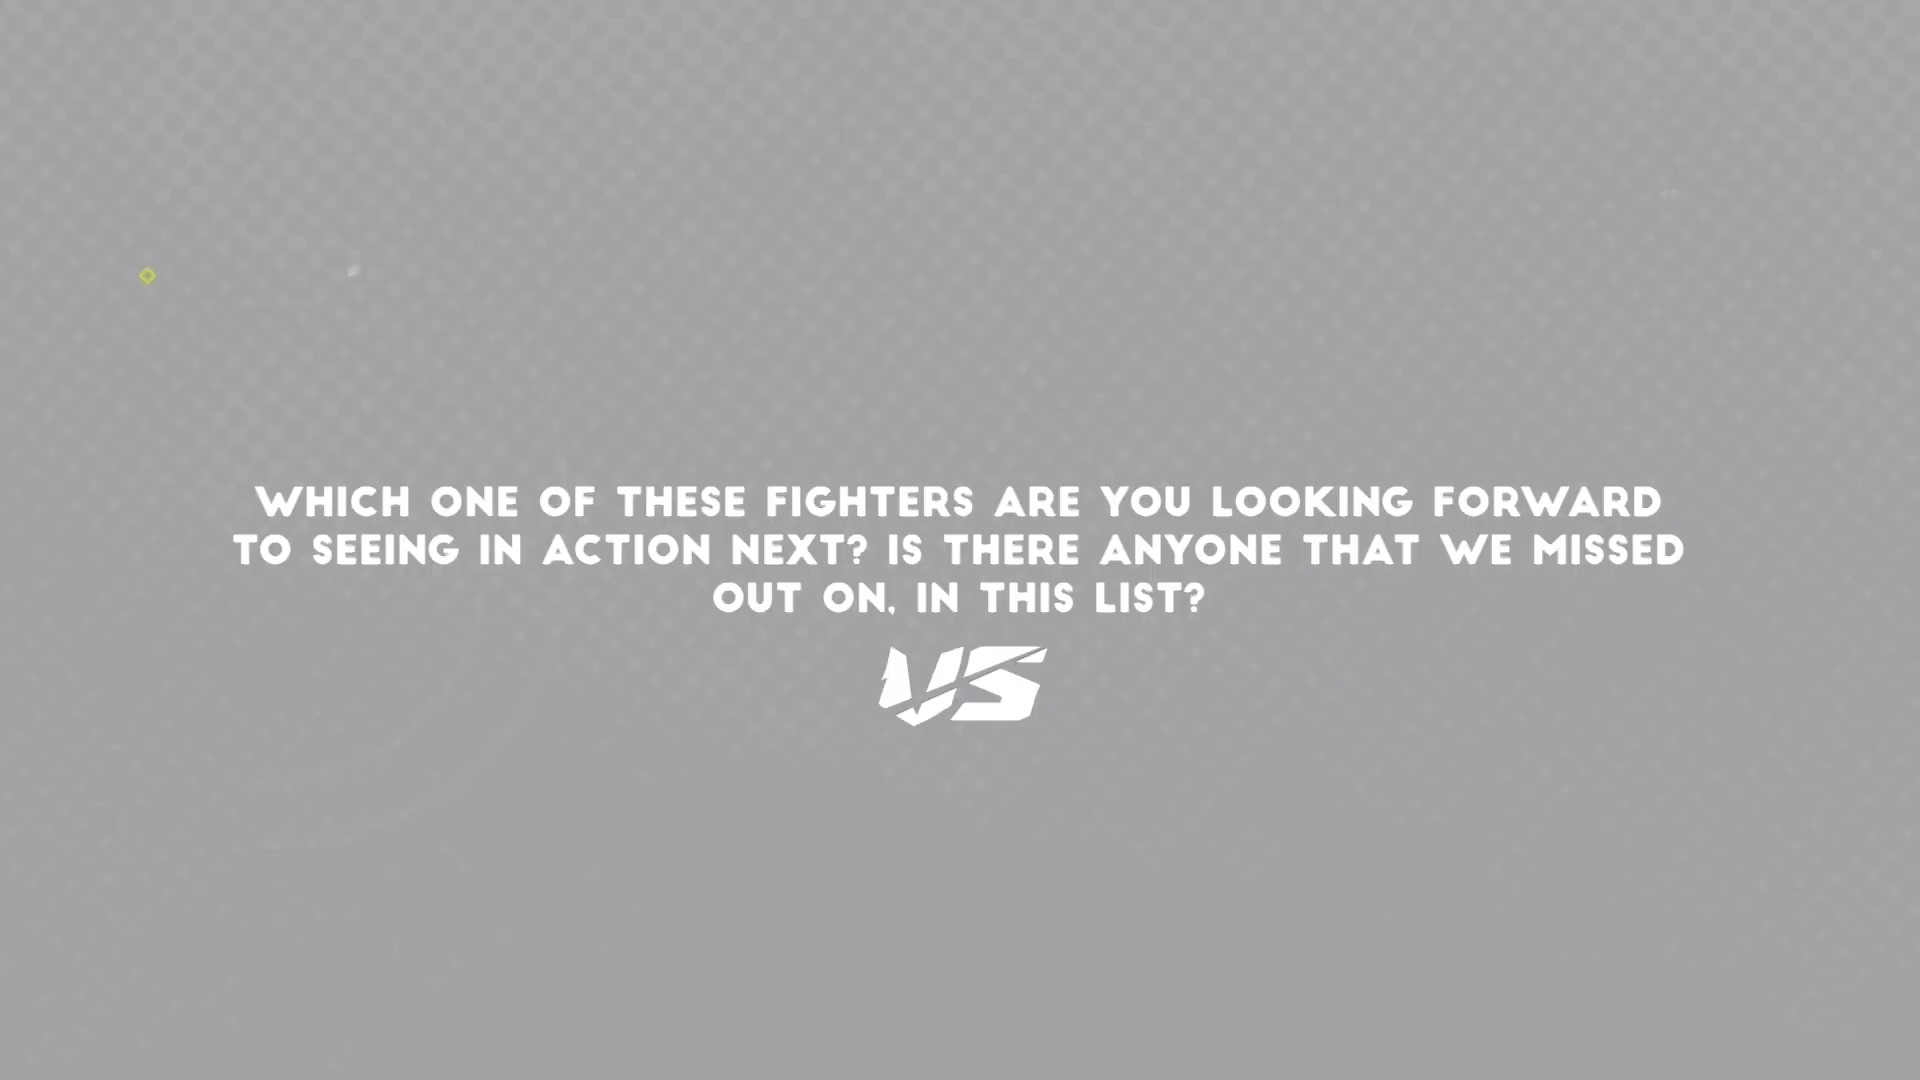 WHICH ONE OF THESE FIGHTERS ARE YOU LOOKING FORWARD
TO SEEING IN ACTION NEXT? IS THERE ANYONE THAT WE MISSED
OUT ON, IN THIS LIST?
VS